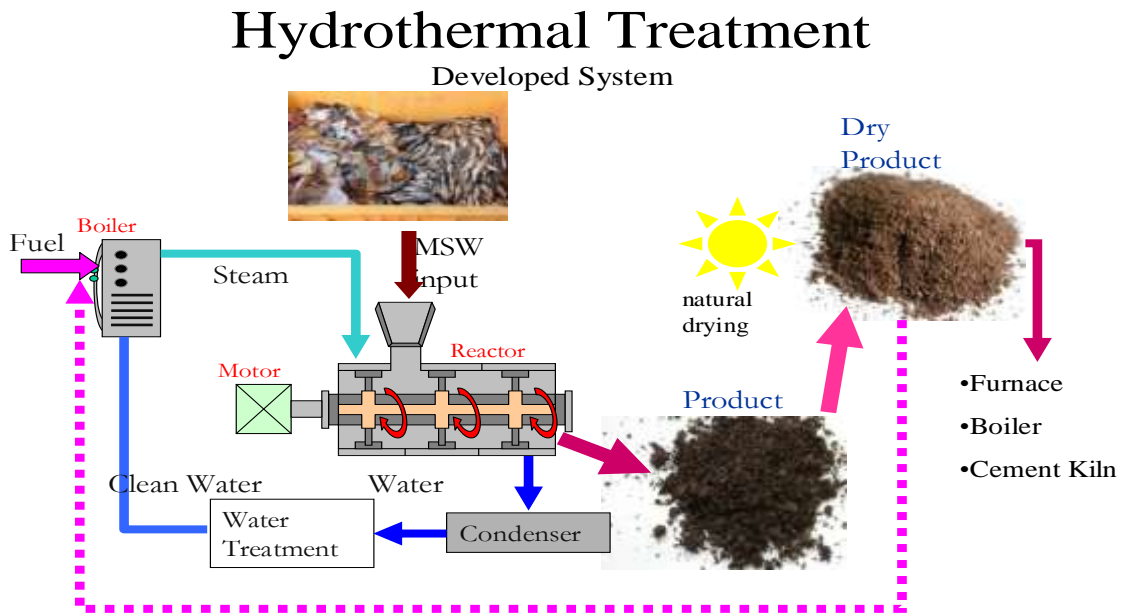 Hydrothermal Treatment
Developed System
Dry
Product
Boiler
Fuel
MSW
input
Steam
natural
drying
Reactor
Motor
Product
•Furnace
•Boiler
•Cement Kiln
Clean Water
Water
Water
Treatment
Condenser